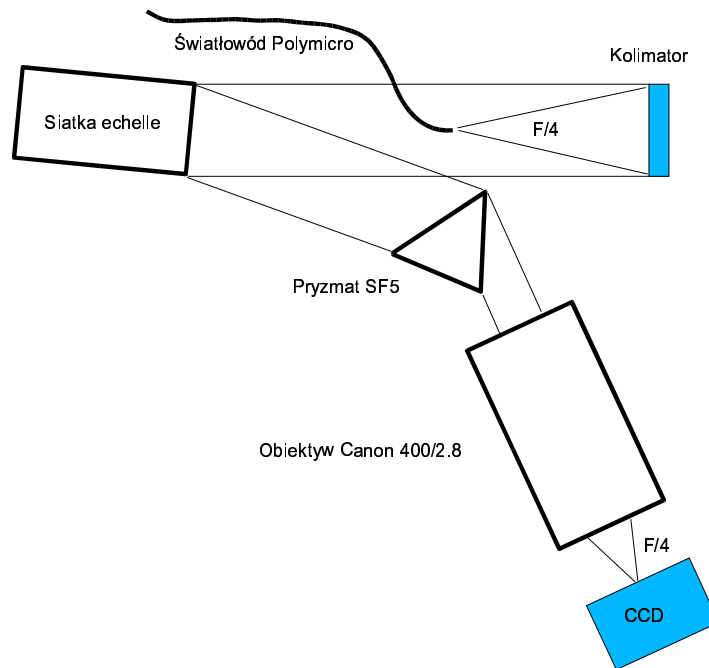 Światłowód Polymicro
Kolimator
Siatka echelle
F/4
Pryzmat SF5
Obiektyw Canon 400/2.8
F/4
CCD